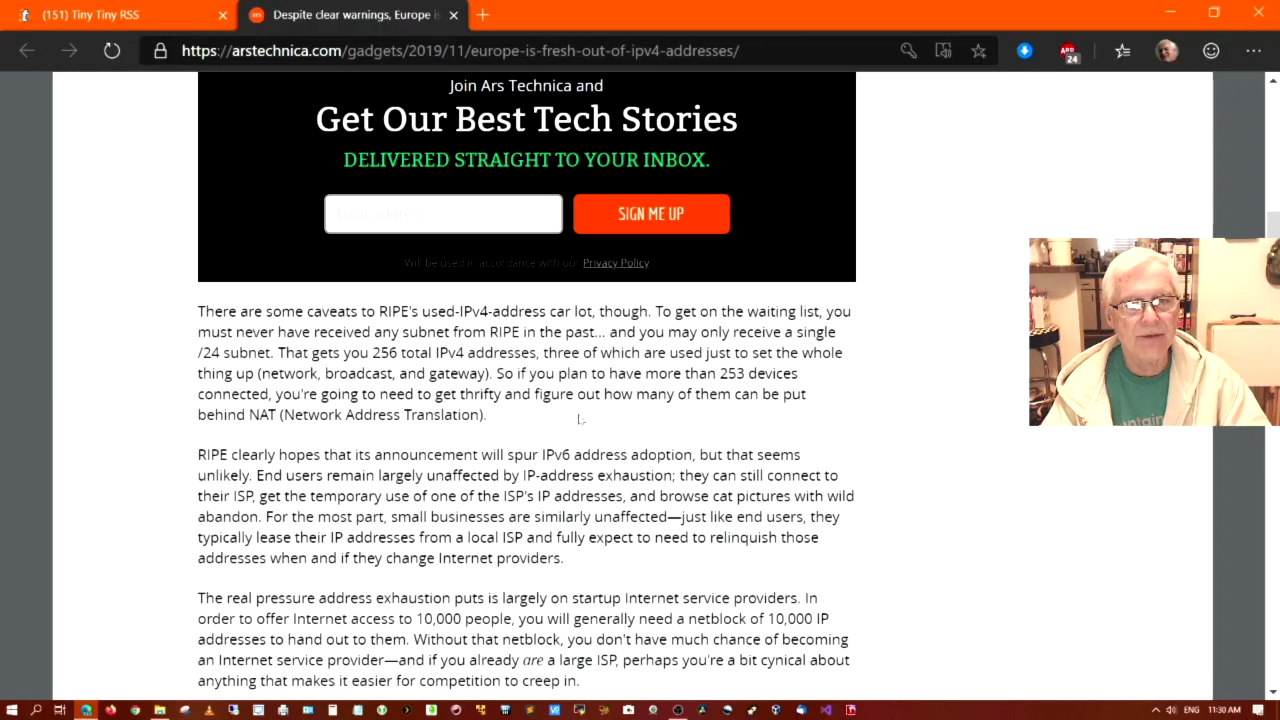 (151) Tiny Tiny RSS
Despite clear warnings, Europe is
https://arstechnica.com/gadgets/2019/11/europe-is-fresh-out-of-ipv4-addresses/
24
Join Ars Technica and
Get Our Best Tech Stories
DELIVERED STRAIGHT TO YOUR INBOX.
SIGN ME UP
Will be used in accordance with our Privacy Policy
There are some caveats to RIPE's used-IPv4-address car lot, though. To get on the waiting list, you
must never have received any subnet from RIPE in the past... and you may only receive a single
/24 subnet. That gets you 256 total IPv4 addresses, three of which are used just to set the whole
thing up (network, broadcast, and gateway). So if you plan to have more than 253 devices
connected, you're going to need to get thrifty and figure out how many of them can be put
behind NAT (Network Address Translation).
RIPE clearly hopes that its announcement will spur IPv6 address adoption, but that seems
unlikely. End users remain largely unaffected by IP-address exhaustion; they can still connect to
their ISP, get the temporary use of one of the ISP's IP addresses, and browse cat pictures with wild
abandon. For the most part, small businesses are similarly unaffected—just like end users, they
typically lease their IP addresses from a local ISP and fully expect to need to relinquish those
addresses when and if they change Internet providers.
The real pressure address exhaustion puts is largely on startup Internet service providers. In
order to offer Internet access to 10,000 people, you will generally need a netblock of 10,000 IP
addresses to hand out to them. Without that netblock, you don't have much chance of becoming
an Internet service provider—and if you already are a large ISP, perhaps you're a bit cynical about
anything that makes it easier for competition to creep in.
ENG 11:30 AM